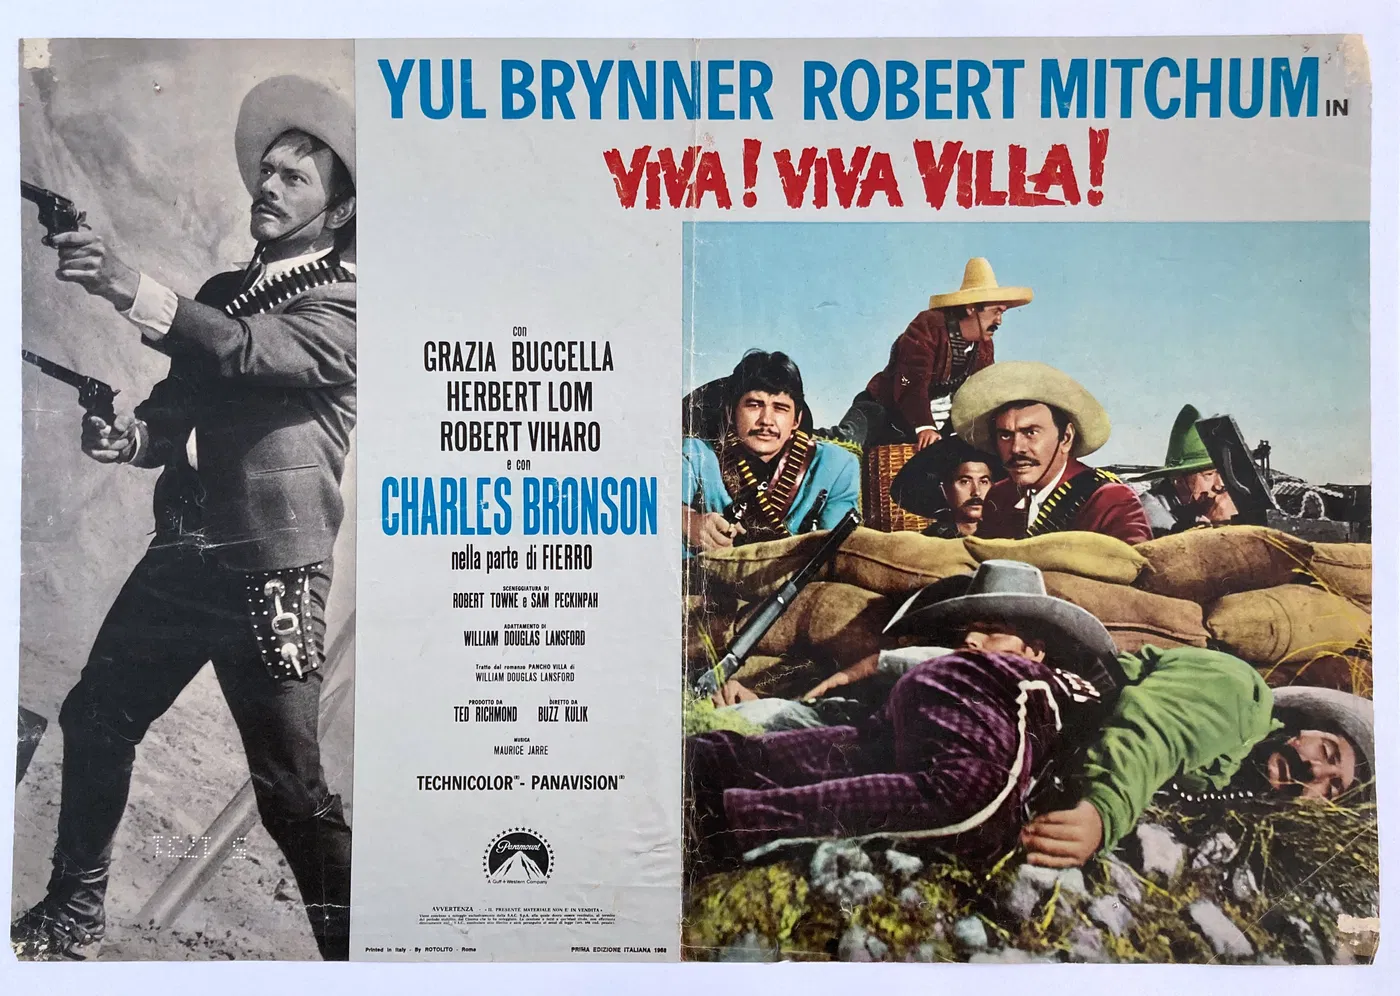 YUL BRYNNER ROBERT MITCHUM IN
VIVA! VIVA VILLA!
con
GRAZIA BUCCELLA
HERBERT LOM
ROBERT VIHARO
e con
CHARLES BRONSON
nella parte di FIERRO
SCENEGGIATURA DI
ROBERT TOWNE e SAM PECKINPAH
ADATTAMENTO DI
WILLIAM DOUGLAS LANSFORD
Tratto dal romanzo PANCHO VILLA di
WILLIAM DOUGLAS LANSFORD
PRODOTTO DA DIRETTO DA
TED RICHMOND BUZZ KULIK
MUSICA
MAURICE JARRE
TECHNICOLOR® - PANAVISION®
Paramount
A Gulf + Western Company
AVVERTENZA - «IL PRESENTE MATERIALE NON E' IN VENDITA»
Printed in Italy - By ROTOLITO - Roma
PRIMA EDIZIONE ITALIANA 1968